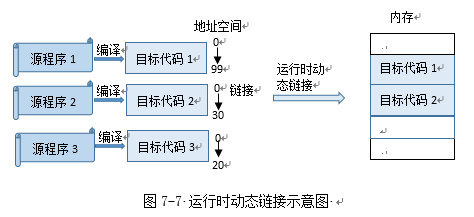 地址空间
内存
源程序 1
编译
目标代码 1
0
99
源程序 2
编译
目标代码 2
0
30
链接
运行时动
态链接
目标代码 1
目标代码 2
源程序 3
编译
目标代码 3
0
20
图 7-7 运行时动态链接示意图